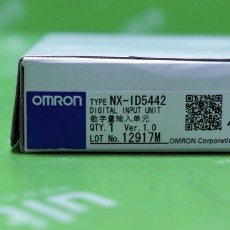 OMRON
TYPE NX-ID5442
DIGITAL INPUT UNIT
数字量输入单元
QTY. 1 Ver. 1.0
LOT No. 12917M
OMRON Corporation